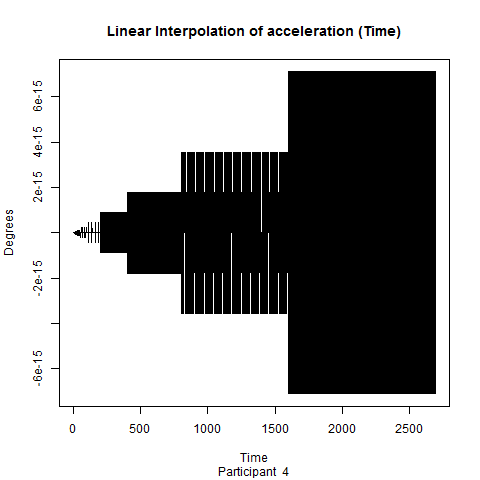 Linear Interpolation of acceleration (Time)
6e-15
4e-15
2e-15
-2e-15
-6e-15
Degrees
0 500 1000 1500 2000 2500
Time
Participant 4